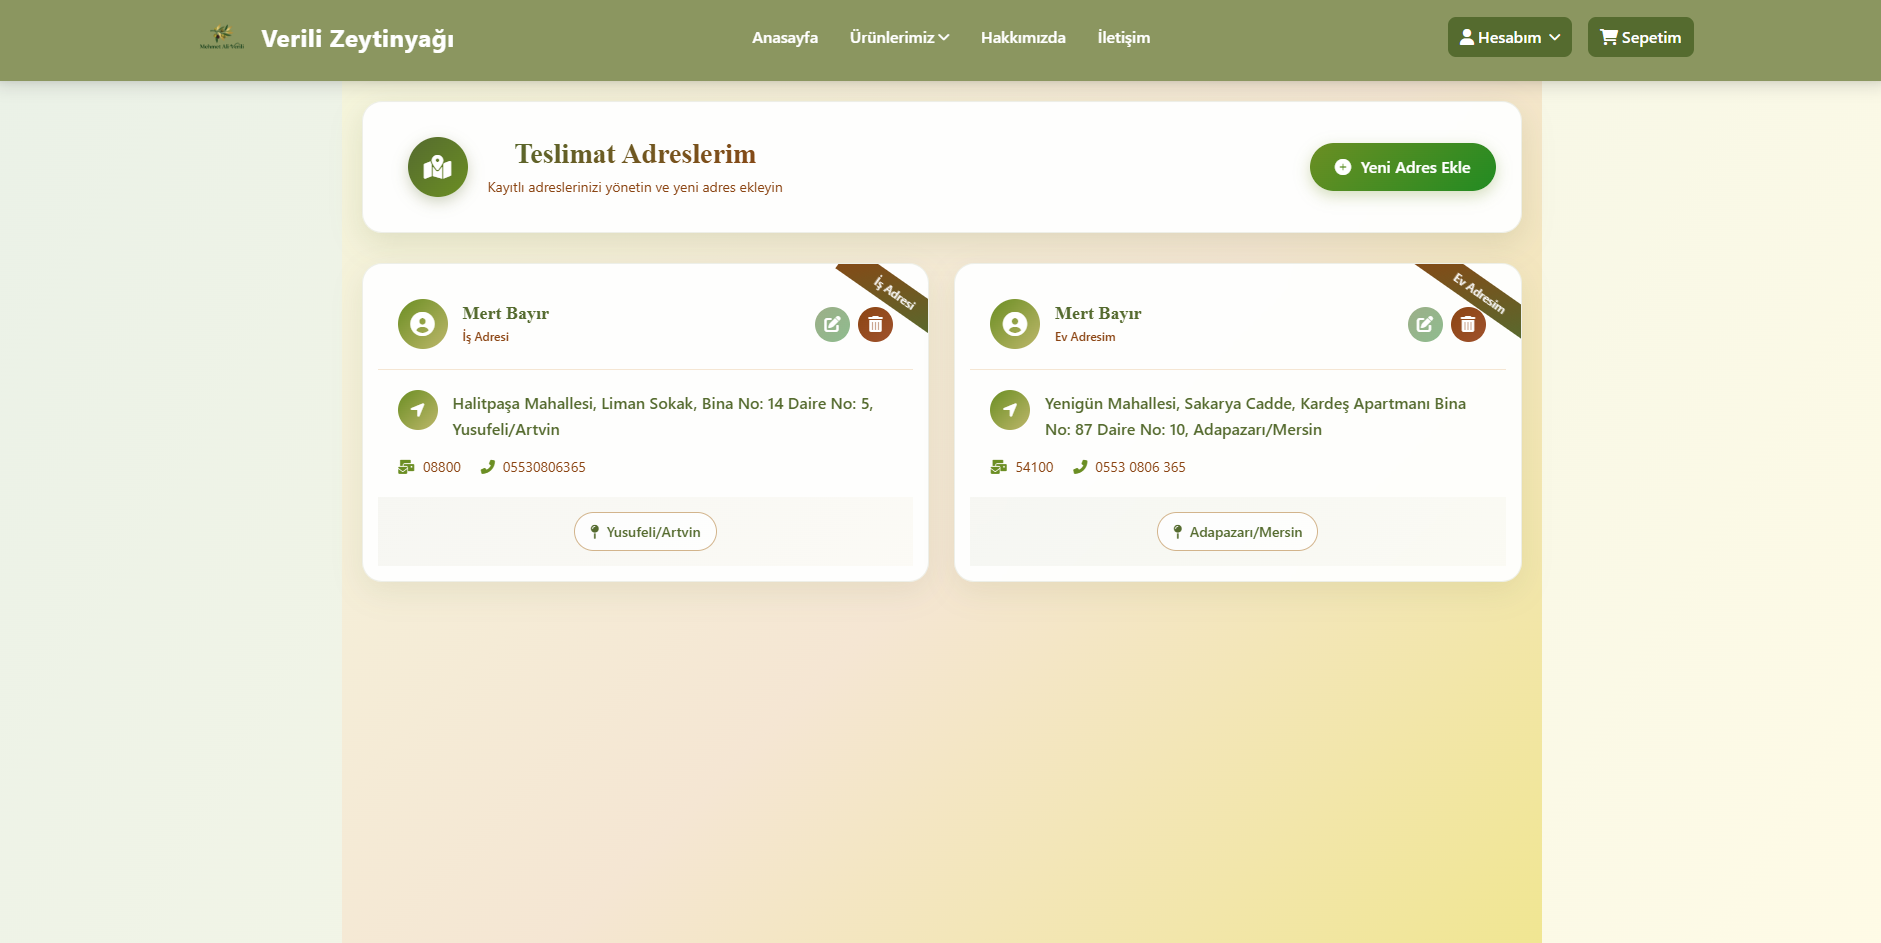 Mehmet Ali Verili
Verili Zeytinyağı
Anasayfa
Ürünlerimiz
Hakkımızda
İletişim
Hesabım
Sepetim
Teslimat Adreslerim
Kayıtlı adreslerinizi yönetin ve yeni adres ekleyin
Yeni Adres Ekle
İş Adresi
Mert Bayır
İş Adresi
Halitpaşa Mahallesi, Liman Sokak, Bina No: 14 Daire No: 5,
Yusufeli/Artvin
08800
05530806365
Yusufeli/Artvin
Ev Adresim
Mert Bayır
Ev Adresim
Yenigün Mahallesi, Sakarya Cadde, Kardeş Apartmanı Bina
No: 87 Daire No: 10, Adapazarı/Mersin
54100
0553 0806 365
Adapazarı/Mersin